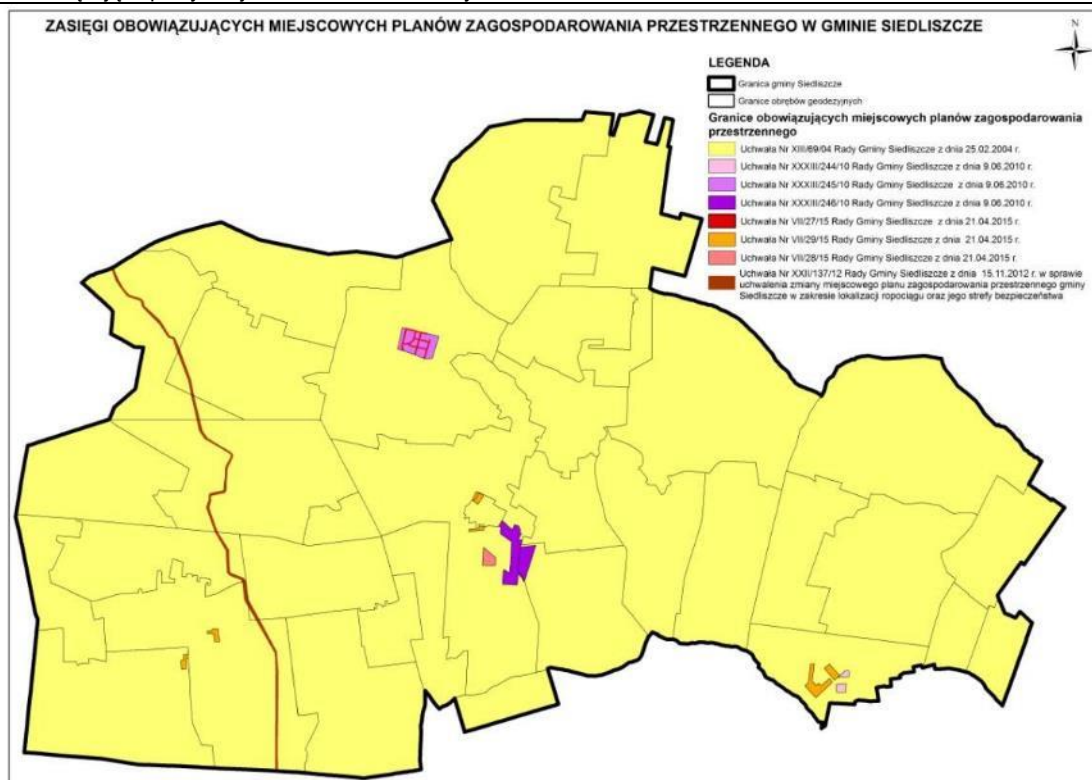 ZASIĘGI OBOWIĄZUJĄCYCH MIEJSCOWYCH PLANÓW ZAGOSPODAROWANIA PRZESTRZENNEGO W GMINIE SIEDLISZCZE
N
LEGENDA
Granica gminy Siedliszcze
Granice obrębów geodezyjnych
Granice obowiązujących miejscowych planów zagospodarowania
przestrzennego
Uchwała Nr XIII/69/04 Rady Gminy Siedliszcze z dnia 25.02.2004 r.
Uchwała Nr XXXIII/244/10 Rady Gminy Siedliszcze z dnia 9.06.2010 r.
Uchwała Nr XXXIII/245/10 Rady Gminy Siedliszcze z dnia 9.06.2010 r.
Uchwała Nr XXXIII/246/10 Rady Gminy Siedliszcze z dnia 9.06.2010 r.
Uchwała Nr VII/27/15 Rady Gminy Siedliszcze z dnia 21.04.2015 r.
Uchwała Nr VII/29/15 Rady Gminy Siedliszcze z dnia 21.04.2015 r.
Uchwała Nr VII/28/15 Rady Gminy Siedliszcze z dnia 21.04.2015 r.
Uchwała Nr XXII/137/12 Rady Gminy Siedliszcze z dnia 15.11.2012 r. w sprawie
uchwalenia zmiany miejscowego planu zagospodarowania przestrzennego gminy
Siedliszcze w zakresie lokalizacji ropociągu oraz jego strefy bezpieczeństwa